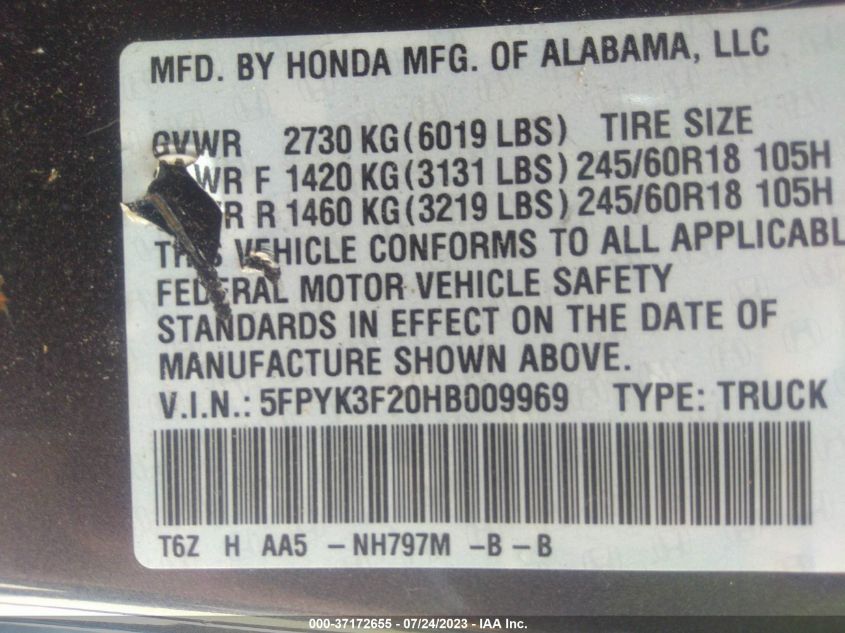 MFD. BY HONDA MFG. OF ALABAMA, LLC
GVWR 2730 KG (6019 LBS) TIRE SIZE
WR F 1420 KG (3131 LBS) 245/60R18 105H
R R 1460 KG (3219 LBS) 245/60R18 105H
THIS VEHICLE CONFORMS TO ALL APPLICABL
FEDERAL MOTOR VEHICLE SAFETY
STANDARDS IN EFFECT ON THE DATE OF
MANUFACTURE SHOWN ABOVE.
V.I.N.: 5FPYK3F20HB009969 TYPE: TRUCK
T6Z H AA5 -NH797M -B -B
000-37172655 / 07/24/2023 / IAA Inc.